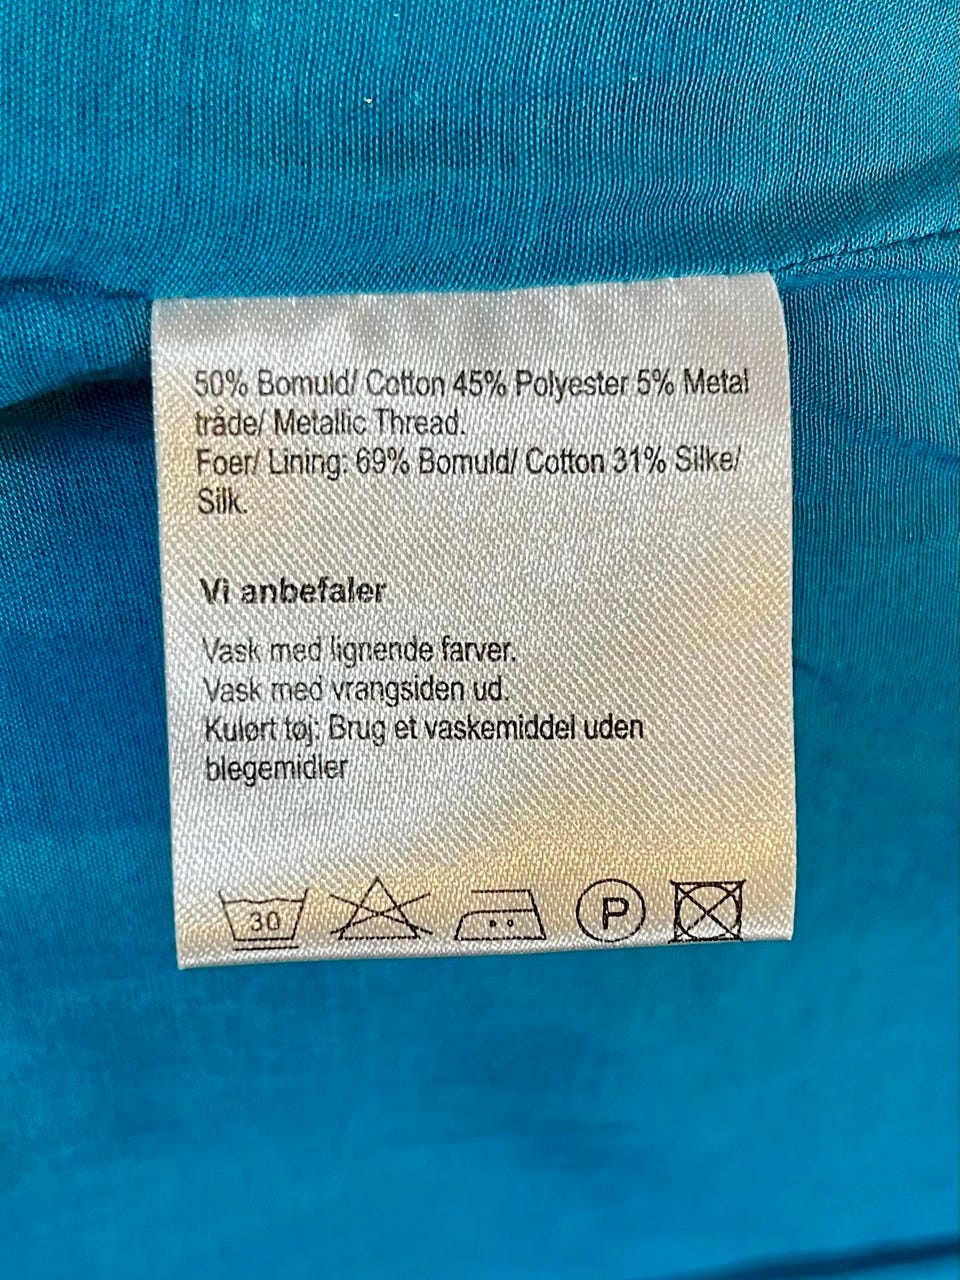 50% Bomuld/ Cotton 45% Polyester 5% Metal
tråde/ Metallic Thread.
Foer/ Lining: 69% Bomuld/ Cotton 31% Silke/
Silk.
Vi anbefaler
Vask med lignende farver.
Vask med vrangsiden ud.
Kulørt tøj: Brug et vaskemiddel uden
blegemidler
30 P